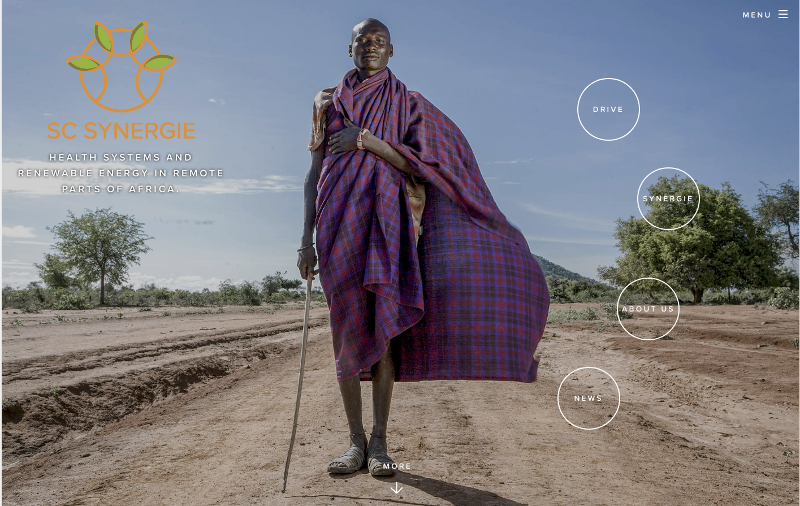 MENU
SC SYNERGIE
HEALTH SYSTEMS AND
RENEWABLE ENERGY IN REMOTE
PARTS OF AFRICA.
DRIVE
SYNERGIE
ABOUT US
NEWS
MORE